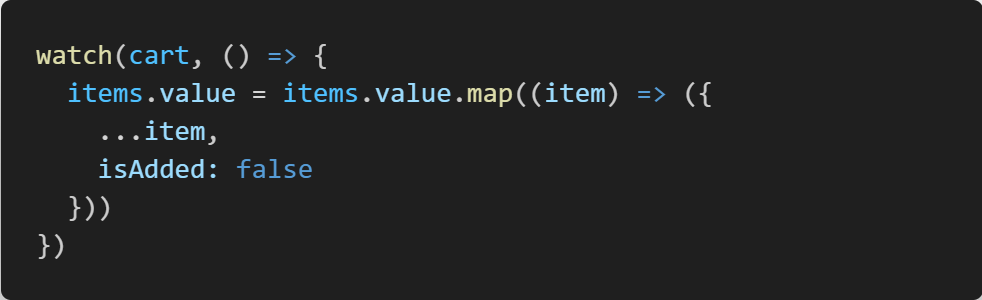 watch(cart, () => {
  items.value = items.value.map((item) => ({
    ...item,
    isAdded: false
  }))
})